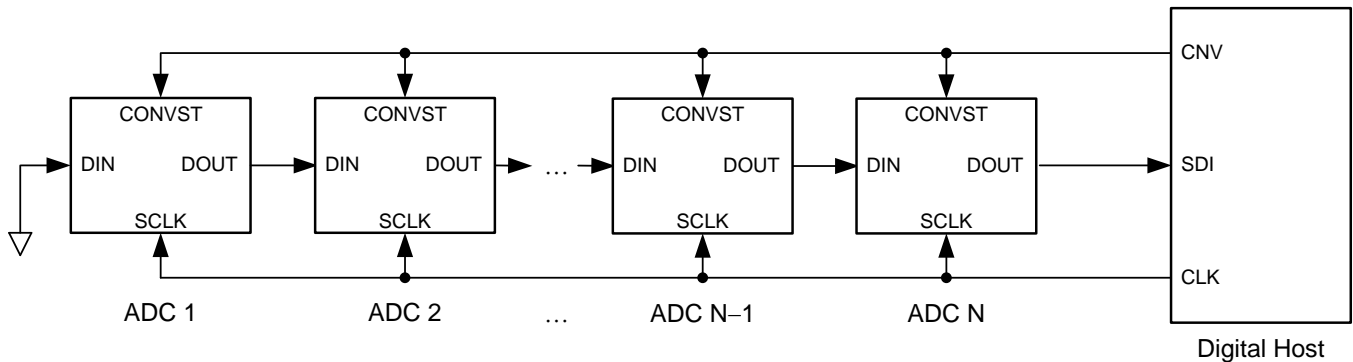 CNV
CONVST CONVST CONVST CONVST
DIN DOUT DIN DOUT … DIN DOUT DIN DOUT SDI
SCLK SCLK SCLK SCLK
CLK
ADC 1 ADC 2 … ADC N–1 ADC N
Digital Host